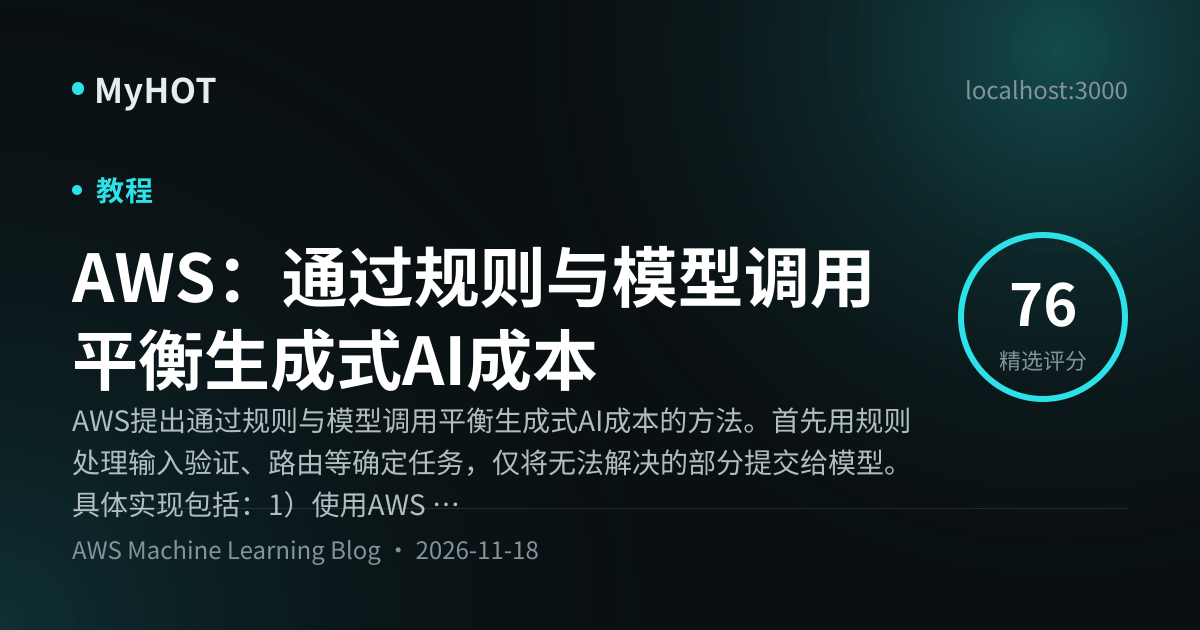 MyHOT
localhost:3000
教程
AWS：通过规则与模型调用
平衡生成式AI成本
76
精选评分
AWS提出通过规则与模型调用平衡生成式AI成本的方法。首先用规则
处理输入验证、路由等确定任务，仅将无法解决的部分提交给模型。
具体实现包括：1）使用AWS …
AWS Machine Learning Blog · 2026-11-18